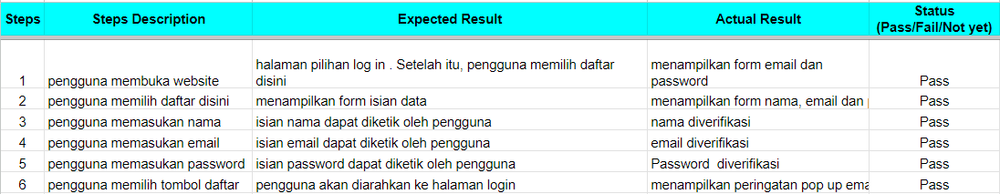 Steps Steps Description Expected Result Actual Result Status
(Pass/Fail/Not yet)
halaman pilihan log in . Setelah itu, pengguna memilih daftar menampilkan form email dan
1 pengguna membuka website disini password Pass
2 pengguna memilih daftar disini menampilkan form isian data menampilkan form nama, email dan Pass
3 pengguna memasukan nama isian nama dapat diketik oleh pengguna nama diverifikasi Pass
4 pengguna memasukan email isian email dapat diketik oleh pengguna email diverifikasi Pass
5 pengguna memasukan password isian password dapat diketik oleh pengguna Password diverifikasi Pass
6 pengguna memilih tombol daftar pengguna akan diarahkan ke halaman login menampilkan peringatan pop up Pass